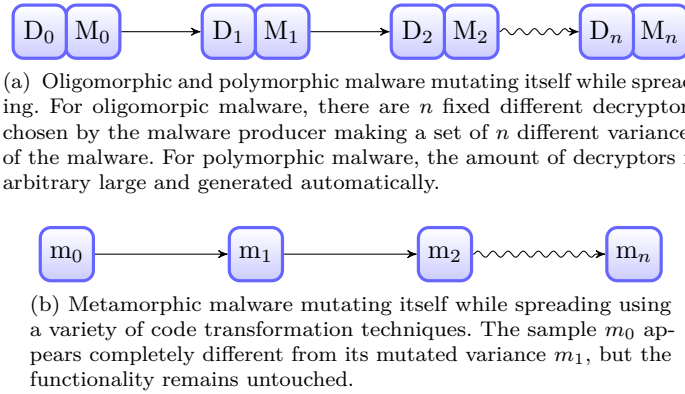 D₀ M₀ D₁ M₁ D₂ M₂ Dₙ Mₙ
(a) Oligomorphic and polymorphic malware mutating itself while spread
ing. For oligomorpic malware, there are n fixed different decryptor
chosen by the malware producer making a set of n different variance
of the malware. For polymorphic malware, the amount of decryptors
arbitrary large and generated automatically.
m₀ m₁ m₂ mₙ
(b) Metamorphic malware mutating itself while spreading using
a variety of code transformation techniques. The sample m₀ ap-
pears completely different from its mutated variance m₁, but the
functionality remains untouched.